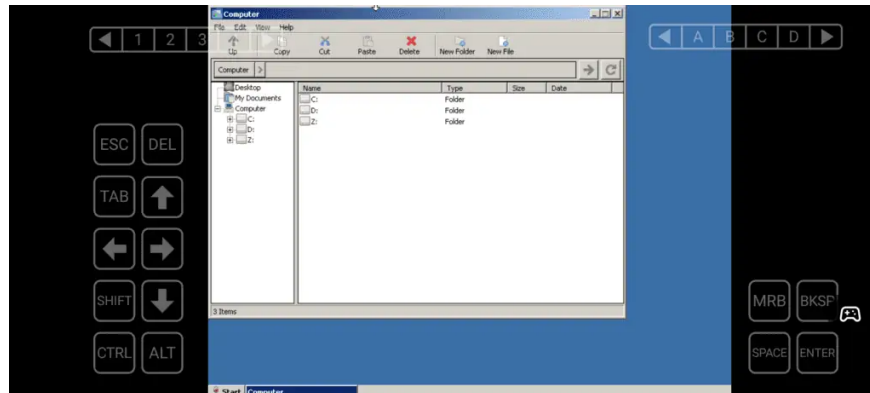 Computer
File Edit View Help
Up Copy Cut Paste Delete New Folder New File
Computer
Desktop
My Documents
Computer
C:
D:
Z:
Name Type Size Date
C: Folder
D: Folder
Z: Folder
3 Items
Start Computer
1 2 3
A B C D
ESC DEL
TAB
SHIFT
CTRL ALT
MRB BKSP
SPACE ENTER